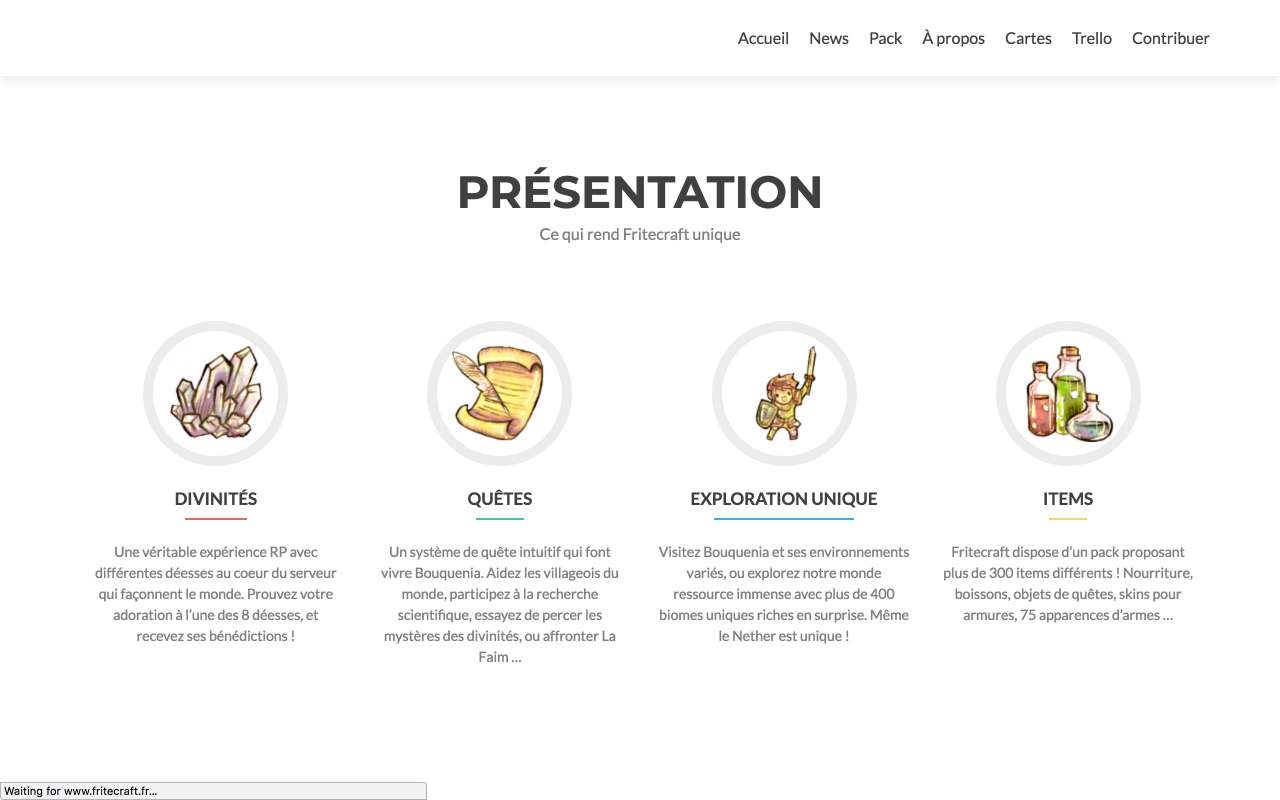 Accueil News Pack À propos Cartes Trello Contribuer
PRÉSENTATION
Ce qui rend Fritecraft unique
DIVINITÉS
Une véritable expérience RP avec
différentes déesses au coeur du serveur
qui façonnent le monde. Prouvez votre
adoration à l’une des 8 déesses, et
recevez ses bénédictions !
QUÊTES
Un système de quête intuitif qui font
vivre Bouquenia. Aidez les villageois du
monde, participez à la recherche
scientifique, essayez de percer les
mystères des divinités, ou affronter La
Faim …
EXPLORATION UNIQUE
Visitez Bouquenia et ses environnements
variés, ou explorez notre monde
ressource immense avec plus de 400
biomes uniques riches en surprise. Même
le Nether est unique !
ITEMS
Fritecraft dispose d’un pack proposant
plus de 300 items différents ! Nourriture,
boissons, objets de quêtes, skins pour
armures, 75 apparences d’armes …
Waiting for www.fritecraft.fr...